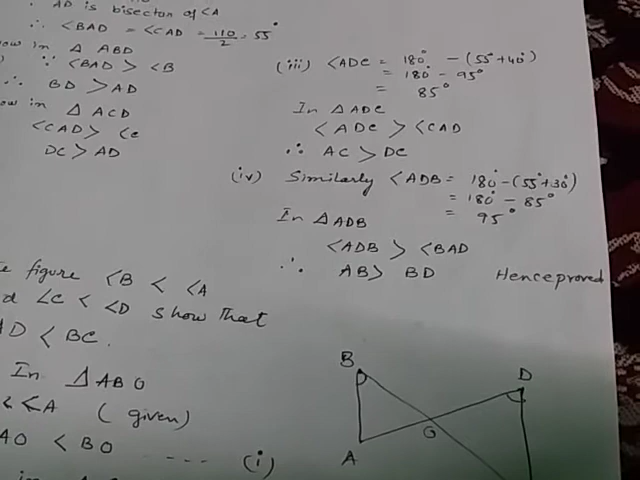 AD is bisector of <A
∴ <BAD = <CAD = 110/2 = 55°
now in △ ABD
∵ <BAD > <B
∴ BD > AD
now in △ ACD
<CAD > <C
DC > AD
(iii) <ADC = 180° - (55° + 40°)
= 180° - 95°
= 85°
In △ ADC
<ADC > <CAD
∴ AC > DC
(iv) Similarly <ADB = 180° - (55° + 30°)
= 180° - 85°
= 95°
In △ADB
<ADB > <BAD
∴ AB > BD Hence proved
figure <B < <A
∠C < <D show that
AD < BC.
In △ ABO
< <A (given)
AO < BO ---- (i)
B
D
O
A